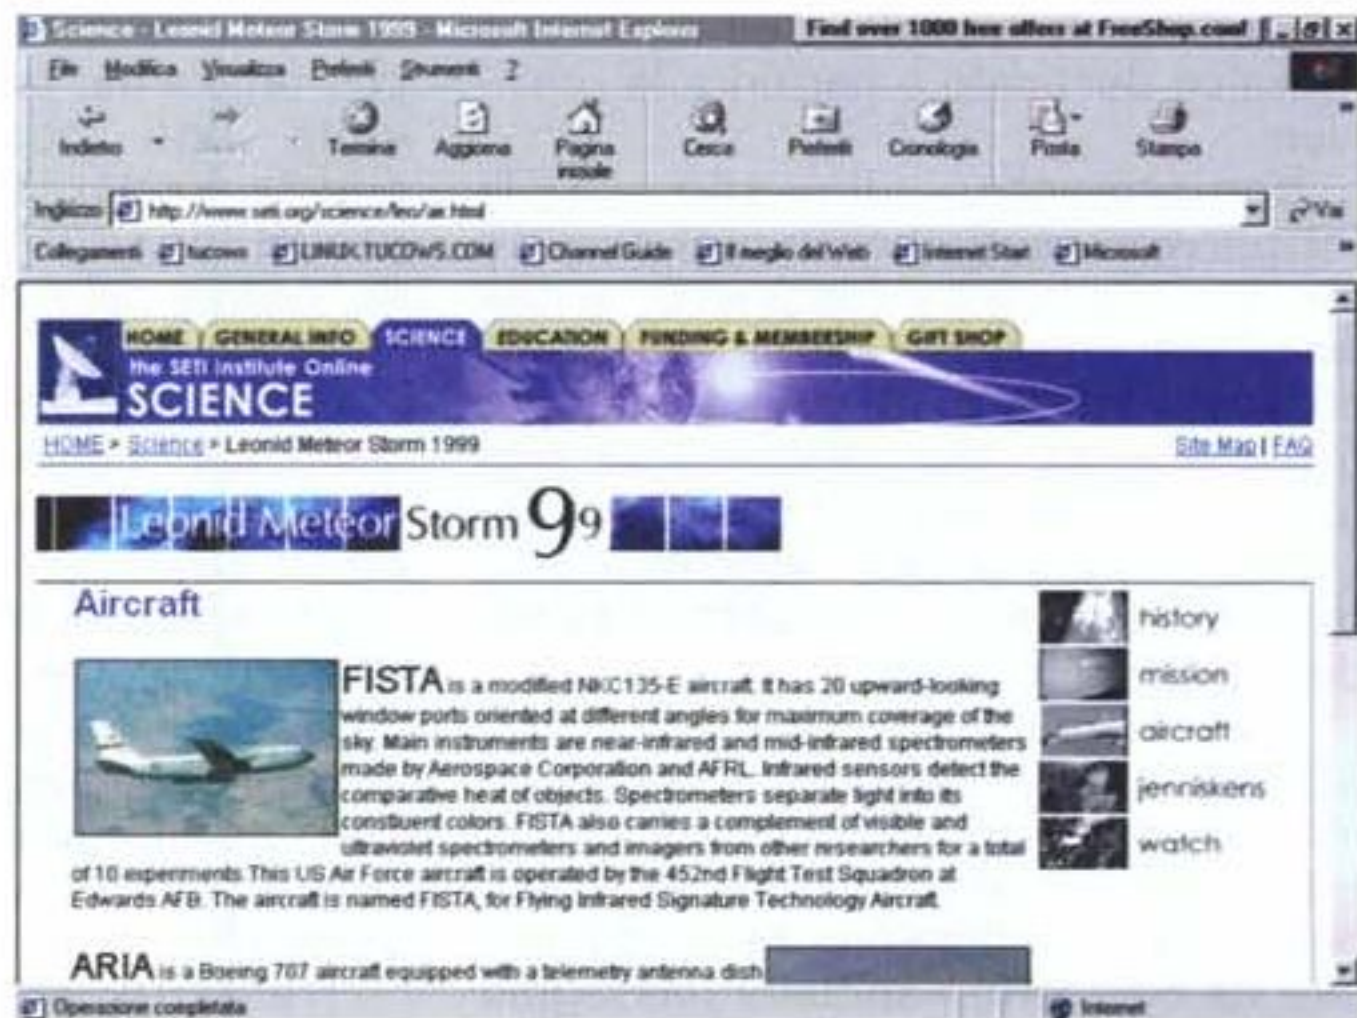 Science - Leonid Meteor Storm 1999 - Microsoft Internet Explorer
Find over 1000 free offers at FreeShop.com!
File Modifica Visualizza Preferiti Strumenti ?
Indietro Termina Aggiorna Pagina iniziale Cerca Preferiti Cronologia Posta Stampa
Indirizzo http://www.seti.org/science/leo/air.html Vai
Collegamenti tucows LINUX.TUCOWS.COM Channel Guide Il meglio del Web Internet Start Microsoft
HOME GENERAL INFO SCIENCE EDUCATION FUNDING & MEMBERSHIP GIFT SHOP
the SETI Institute Online
SCIENCE
HOME > Science > Leonid Meteor Storm 1999 Site Map | FAQ
Leonid Meteor Storm 99
Aircraft
FISTA is a modified NKC135-E aircraft. It has 20 upward-looking
window ports oriented at different angles for maximum coverage of the
sky. Main instruments are near-infrared and mid-infrared spectrometers
made by Aerospace Corporation and AFRL. Infrared sensors detect the
comparative heat of objects. Spectrometers separate light into its
constiuent colors. FISTA also carries a complement of visible and
ultraviolet spectrometers and imagers from other researchers for a total
of 10 experiments. This US Air Force aircraft is operated by the 452nd Flight Test Squadron at
Edwards AFB. The aircraft is named FISTA, for Flying Infrared Signature Technology Aircraft.
ARIA is a Boeing 707 aircraft equipped with a telemetry antenna dish
history
mission
aircraft
jenniskens
watch
Operazione completata Internet